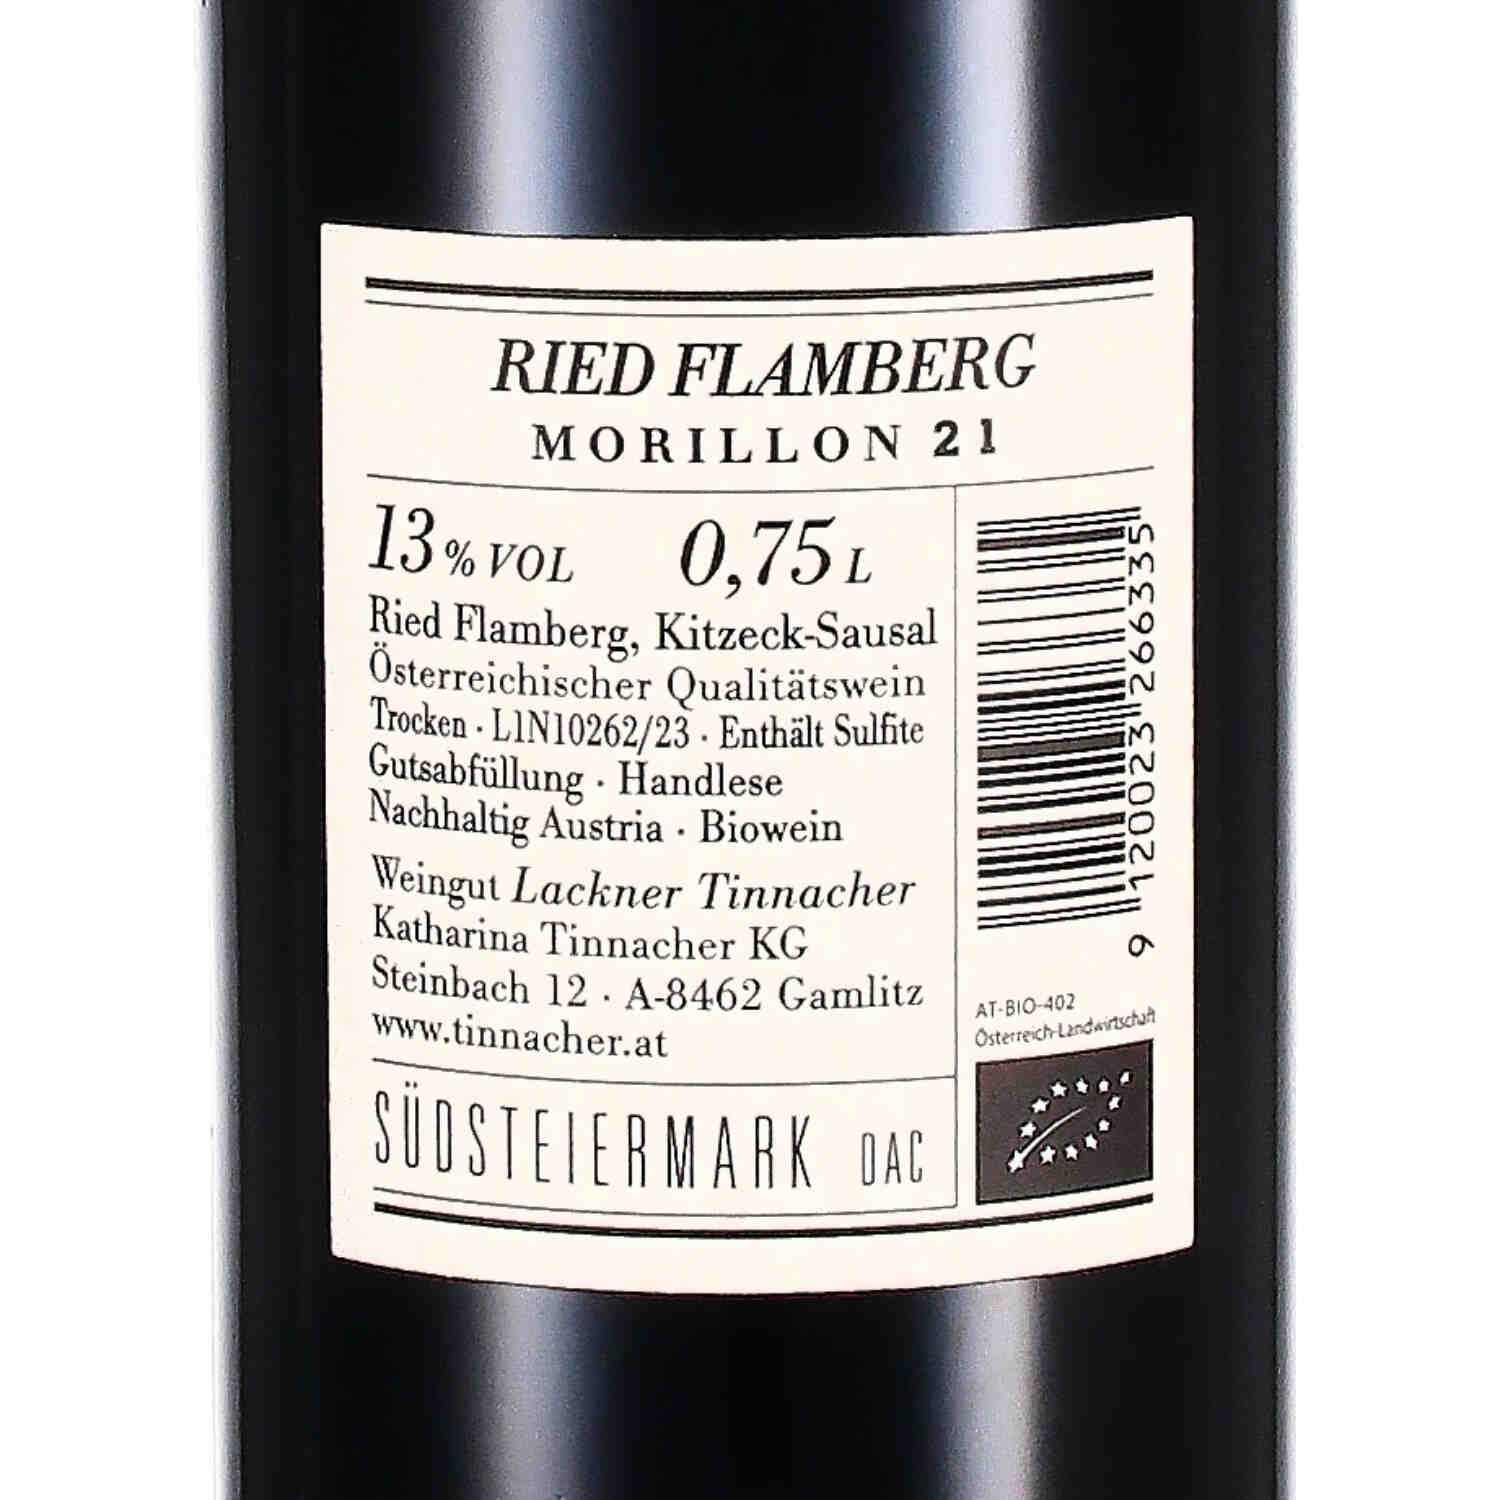 RIED FLAMBERG
MORILLON 21
13 % VOL 0,75 L
Ried Flamberg, Kitzeck-Sausal
Österreichischer Qualitätswein
Trocken · L1N10262/23 · Enthält Sulfite
Gutsabfüllung · Handlese
Nachhaltig Austria · Biowein
Weingut Lackner Tinnacher
Katharina Tinnacher KG
Steinbach 12 · A-8462 Gamlitz
www.tinnacher.at
SÜDSTEIERMARK DAC
9 120023 266335
AT-BIO-402
Österreich-Landwirtschaft